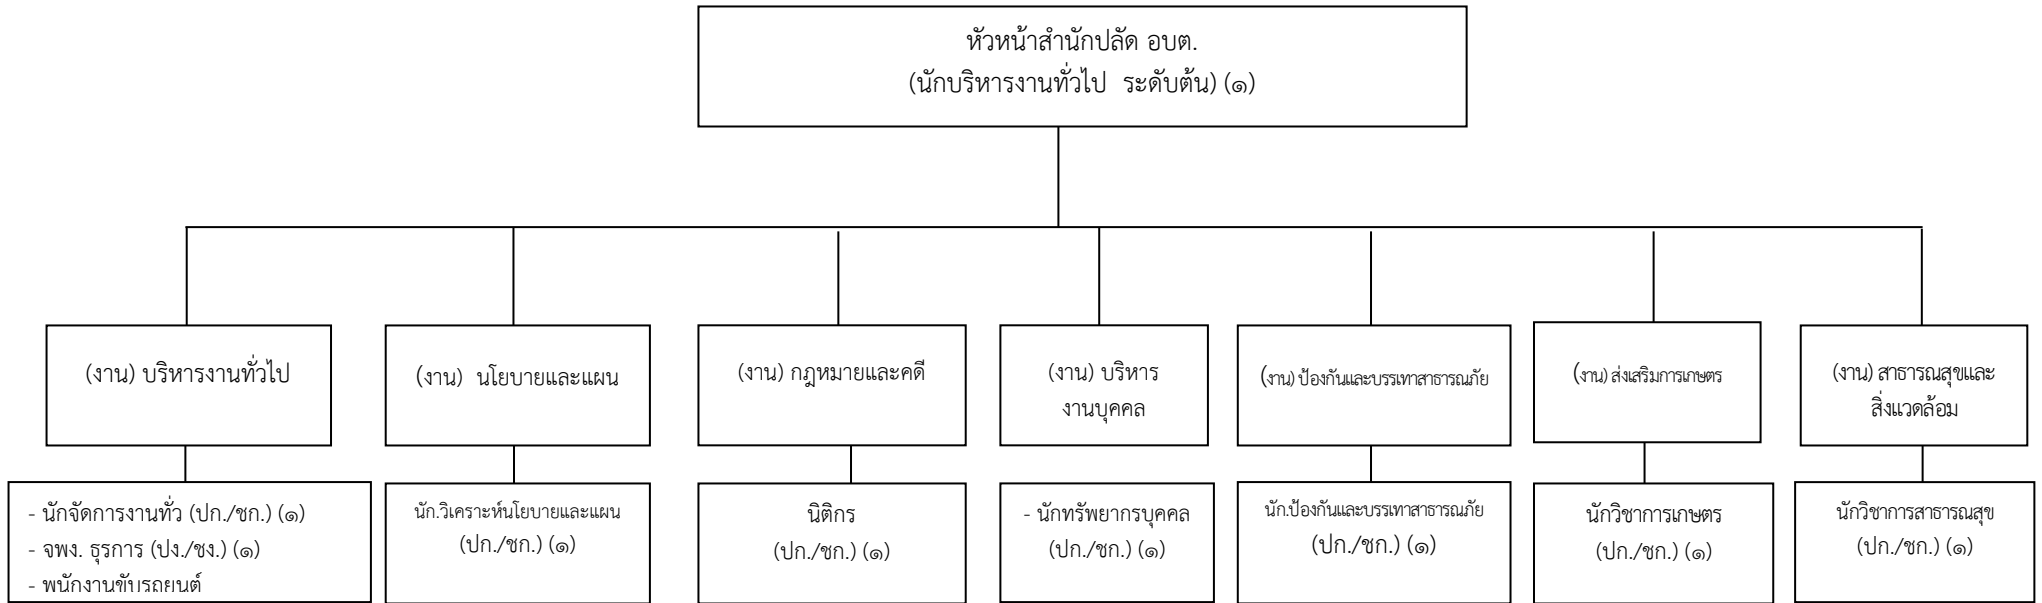 หัวหน้าสำนักปลัด อบต.
(นักบริหารงานทั่วไป ระดับต้น) (๑)
(งาน) บริหารงานทั่วไป
(งาน) นโยบายและแผน
(งาน) กฎหมายและคดี
(งาน) บริหาร
งานบุคคล
(งาน) ป้องกันและบรรเทาสาธารณภัย
(งาน) ส่งเสริมการเกษตร
(งาน) สาธารณสุขและ
สิ่งแวดล้อม
- นักจัดการงานทั่ว (ปก./ชก.) (๑)
- จพง. ธุรการ (ปง./ชง.) (๑)
- พนักงานขับรถยนต์
นัก.วิเคราะห์นโยบายและแผน
(ปก./ชก.) (๑)
นิติกร
(ปก./ชก.) (๑)
- นักทรัพยากรบุคคล
(ปก./ชก.) (๑)
นัก.ป้องกันและบรรเทาสาธารณภัย
(ปก./ชก.) (๑)
นักวิชาการเกษตร
(ปก./ชก.) (๑)
นักวิชาการสาธารณสุข
(ปก./ชก.) (๑)